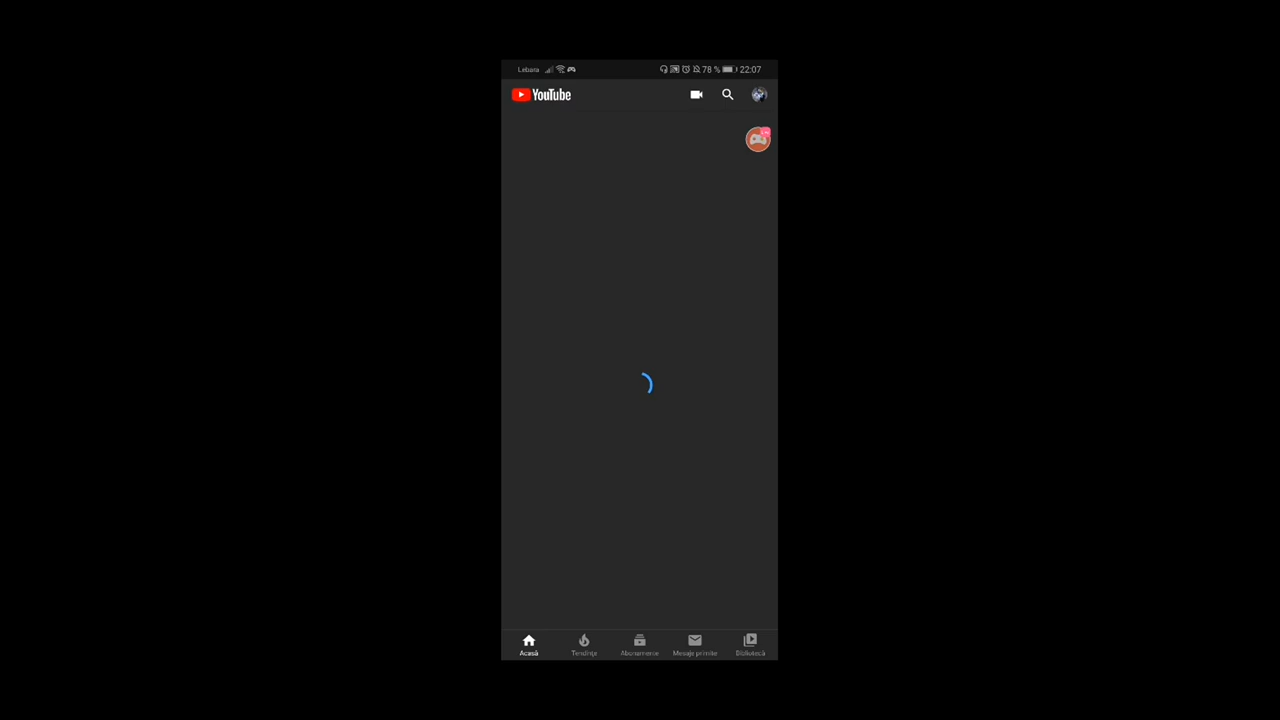 Lebara 78 % 22:07
YouTube
Acasă Tendințe Abonamente Mesaje primite Bibliotecă